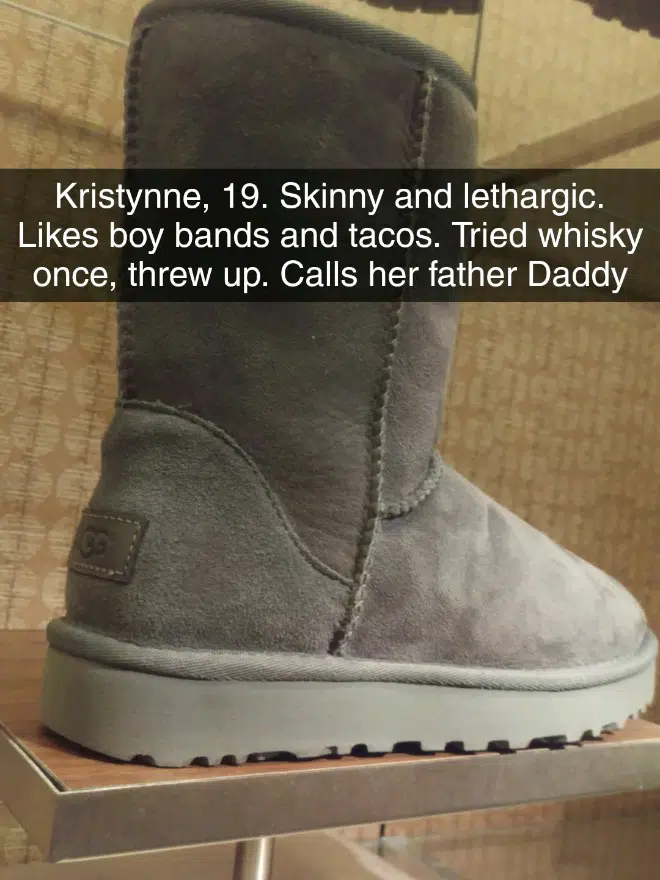 Kristynne, 19. Skinny and lethargic.
Likes boy bands and tacos. Tried whisky
once, threw up. Calls her father Daddy
UGG